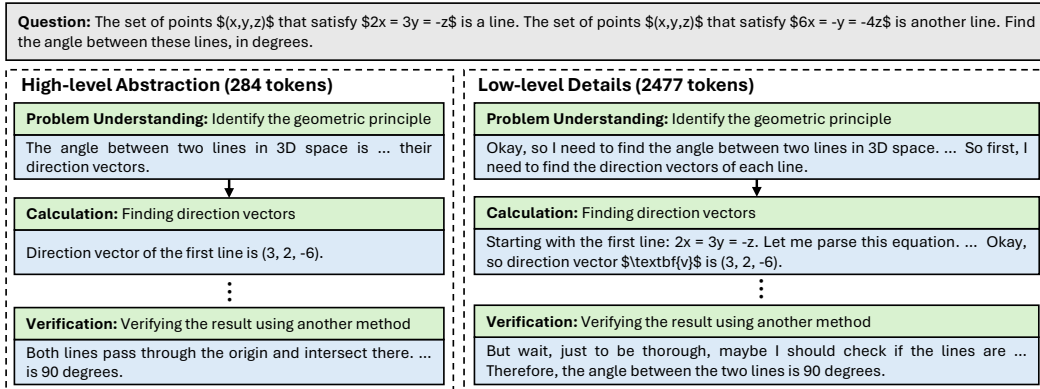 Question: The set of points $(x,y,z)$ that satisfy $2x = 3y = -z$ is a line. The set of points $(x,y,z)$ that satisfy $6x = -y = -4z$ is another line. Find
the angle between these lines, in degrees.
High-level Abstraction (284 tokens)
Problem Understanding: Identify the geometric principle
The angle between two lines in 3D space is ... their
direction vectors.
Calculation: Finding direction vectors
Direction vector of the first line is (3, 2, -6).
Verification: Verifying the result using another method
Both lines pass through the origin and intersect there. ...
is 90 degrees.
Low-level Details (2477 tokens)
Problem Understanding: Identify the geometric principle
Okay, so I need to find the angle between two lines in 3D space. ... So first, I
need to find the direction vectors of each line.
Calculation: Finding direction vectors
Starting with the first line: 2x = 3y = -z. Let me parse this equation. ... Okay,
so direction vector $\textbf{v}$ is (3, 2, -6).
Verification: Verifying the result using another method
But wait, just to be thorough, maybe I should check if the lines are ...
Therefore, the angle between the two lines is 90 degrees.